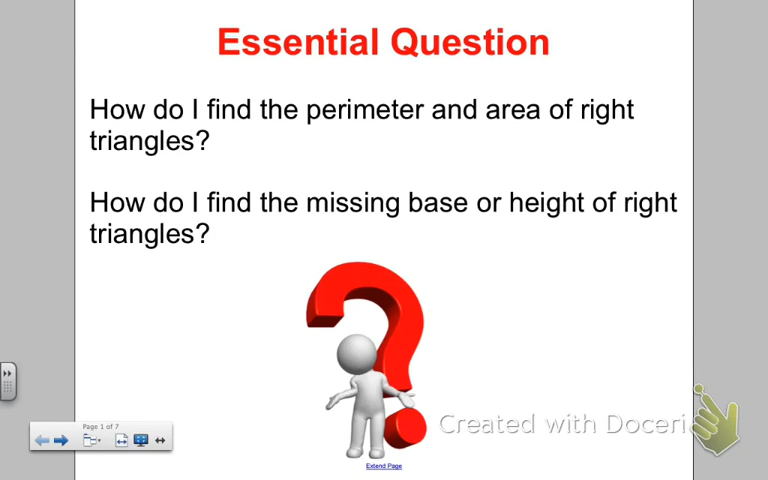 Essential Question
How do I find the perimeter and area of right
triangles?
How do I find the missing base or height of right
triangles?
Created with Doceri
Page 1 of 7
Extend Page